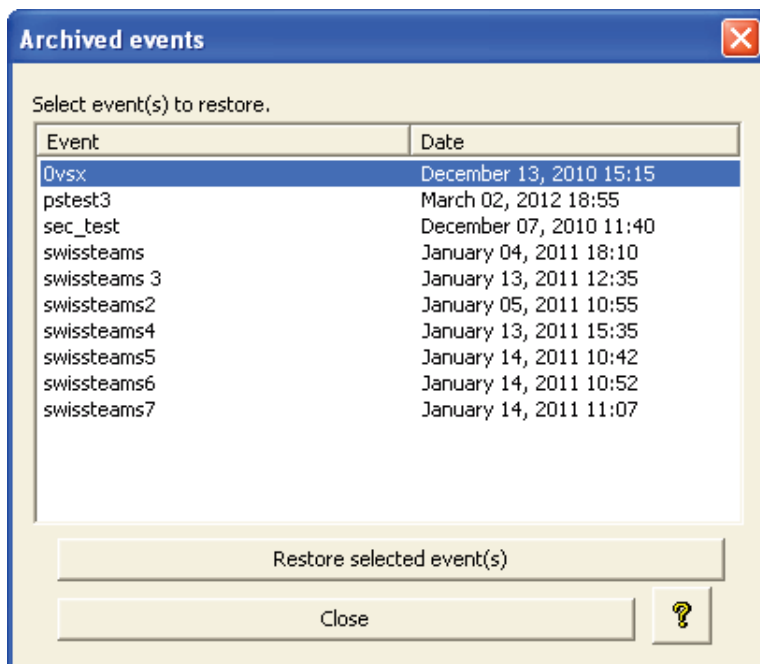 Archived events
Select event(s) to restore.
Event Date
0vsx December 13, 2010 15:15
pstest3 March 02, 2012 18:55
sec_test December 07, 2010 11:40
swissteams January 04, 2011 18:10
swissteams 3 January 13, 2011 12:35
swissteams2 January 05, 2011 10:55
swissteams4 January 13, 2011 15:35
swissteams5 January 14, 2011 10:42
swissteams6 January 14, 2011 10:52
swissteams7 January 14, 2011 11:07
Restore selected event(s)
Close ?